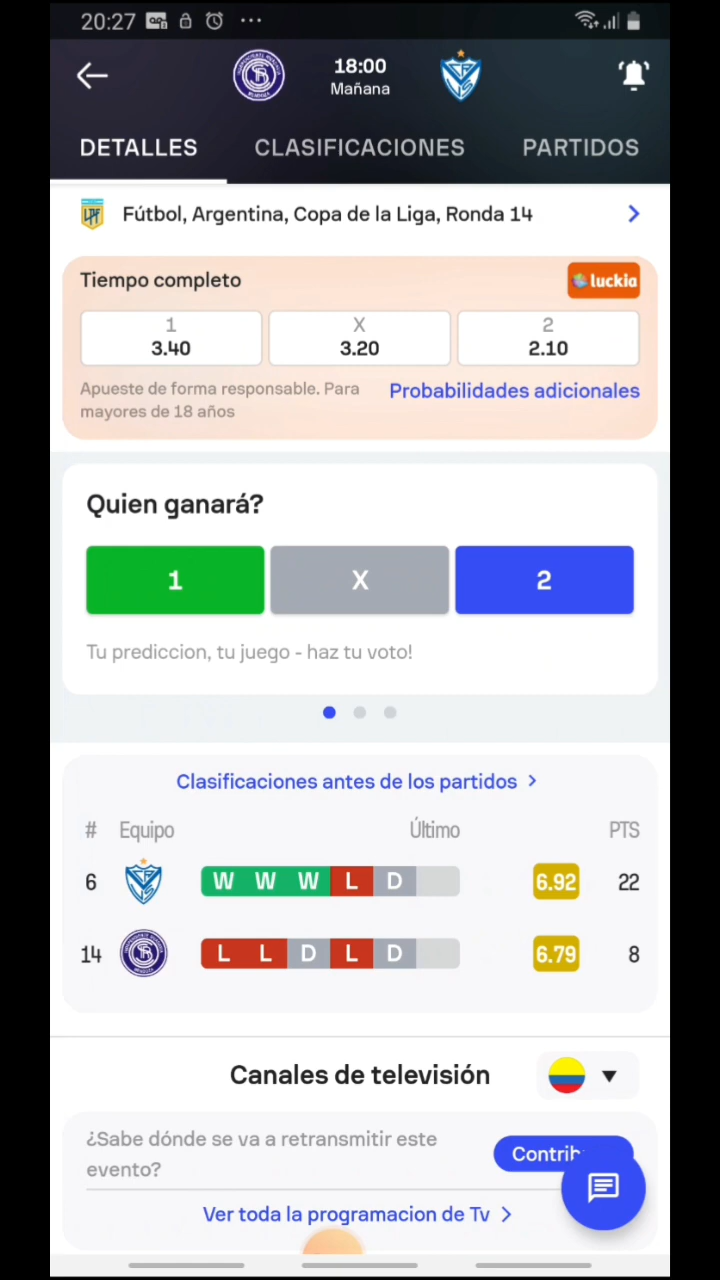 20:27
18:00
Mañana
DETALLES CLASIFICACIONES PARTIDOS
Fútbol, Argentina, Copa de la Liga, Ronda 14
Tiempo completo
luckia
1 X 2
3.40 3.20 2.10
Apueste de forma responsable. Para
mayores de 18 años
Probabilidades adicionales
Quien ganará?
1 X 2
Tu prediccion, tu juego - haz tu voto!
Clasificaciones antes de los partidos
# Equipo Último PTS
6 W W W L D 6.92 22
14 L L D L D 6.79 8
Canales de televisión
¿Sabe dónde se va a retransmitir este
evento?
Ver toda la programacion de Tv